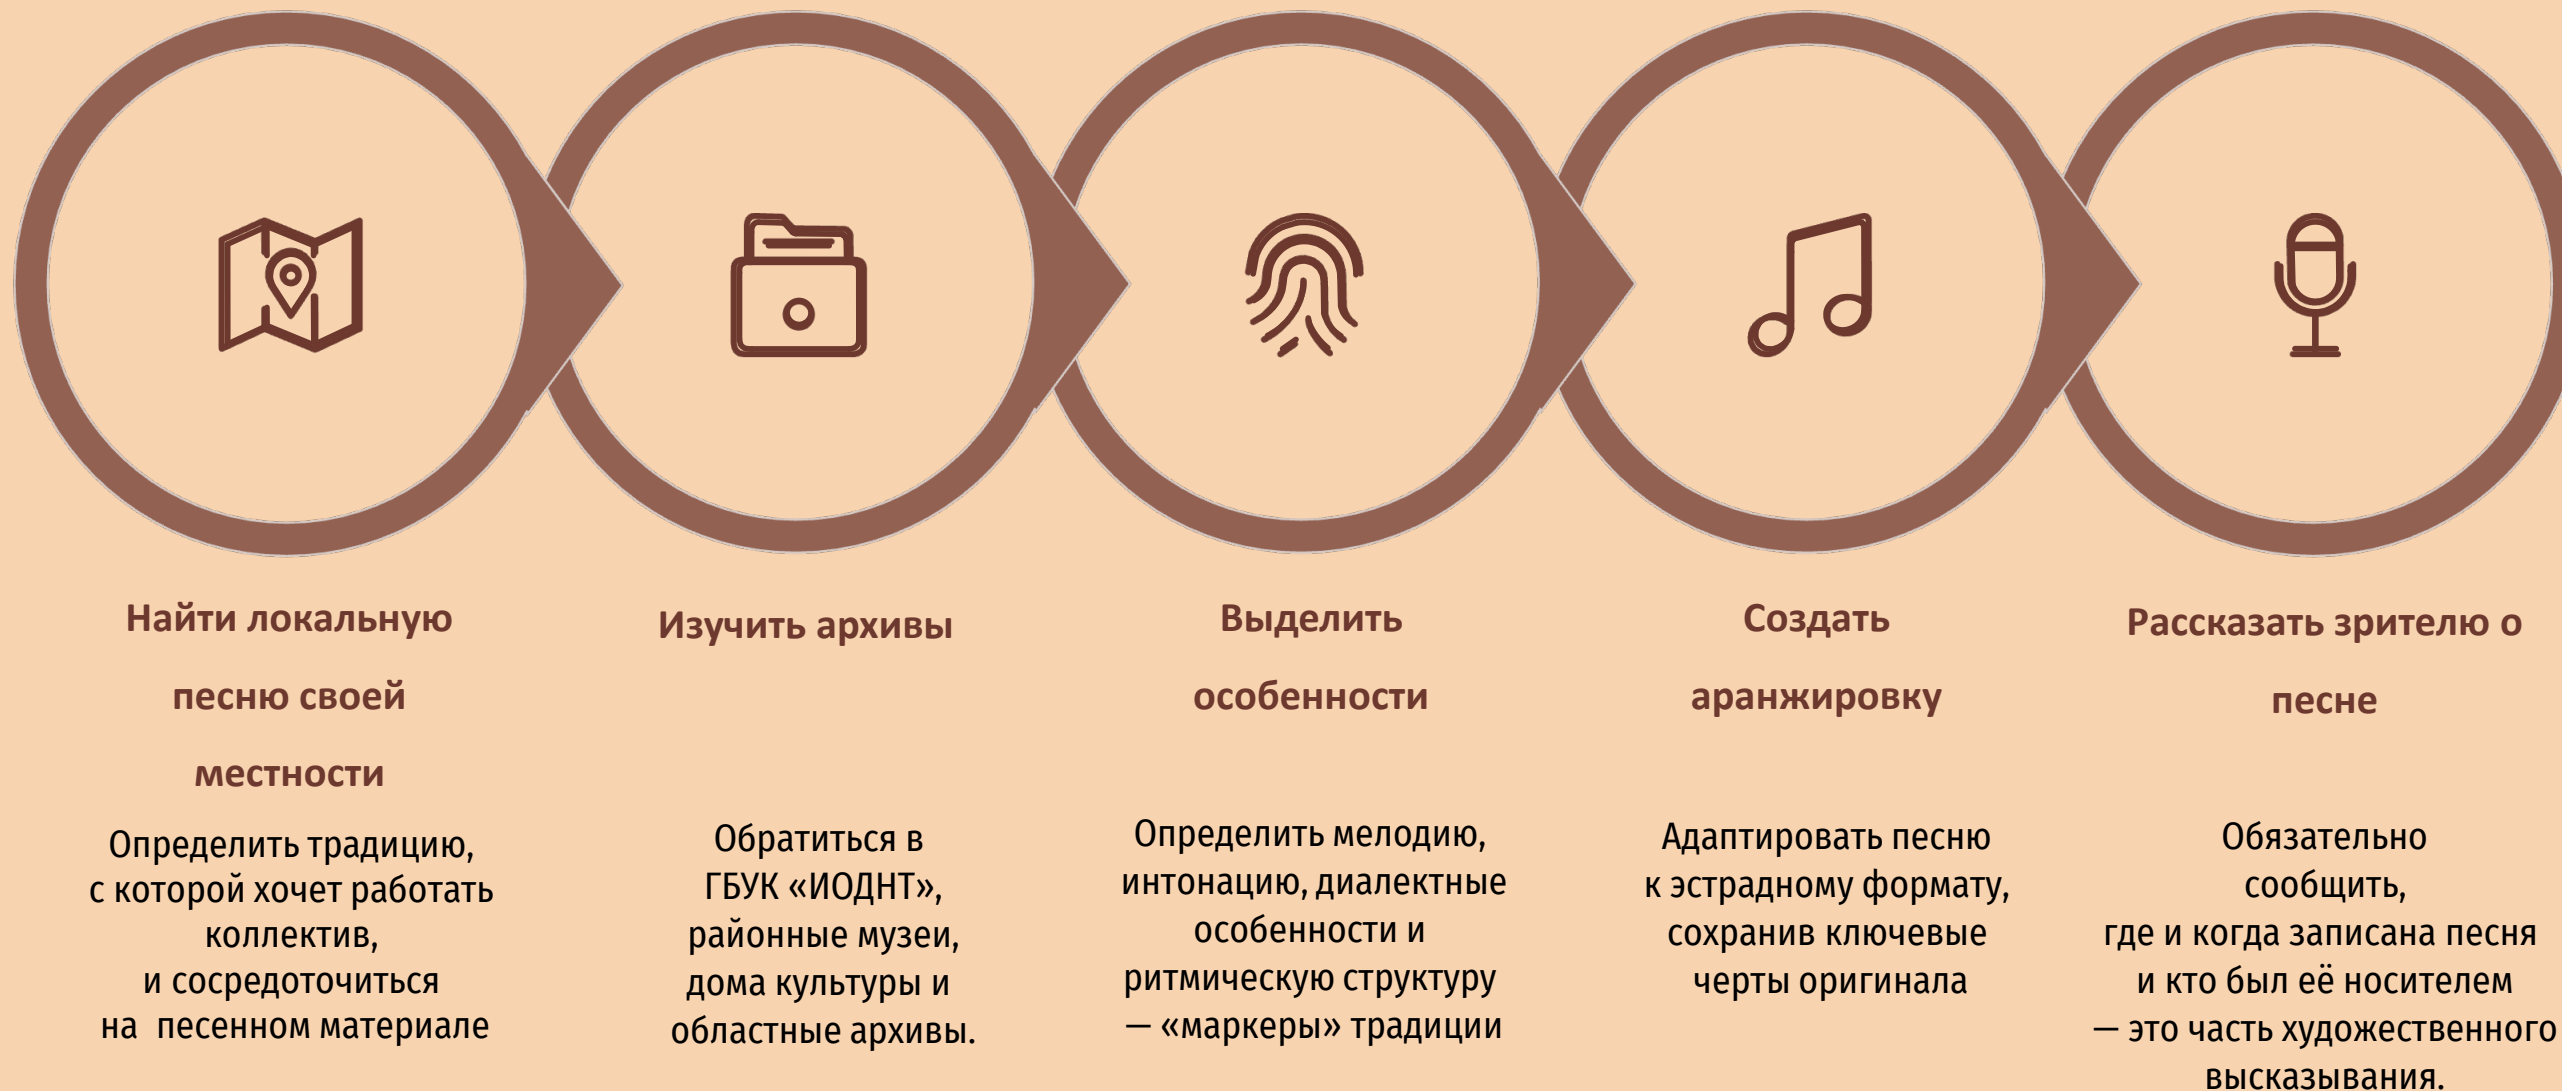 Найти локальную
песню своей
местности
Определить традицию,
с которой хочет работать
коллектив,
и сосредоточиться
на песенном материале
Изучить архивы
Обратиться в
ГБУК «ИОДНТ»,
районные музеи,
дома культуры и
областные архивы.
Выделить
особенности
Определить мелодию,
интонацию, диалектные
особенности и
ритмическую структуру
— «маркеры» традиции
Создать
аранжировку
Адаптировать песню
к эстрадному формату,
сохранив ключевые
черты оригинала
Рассказать зрителю о
песне
Обязательно
сообщить,
где и когда записана песня
и кто был её носителем
— это часть художественного
высказывания.